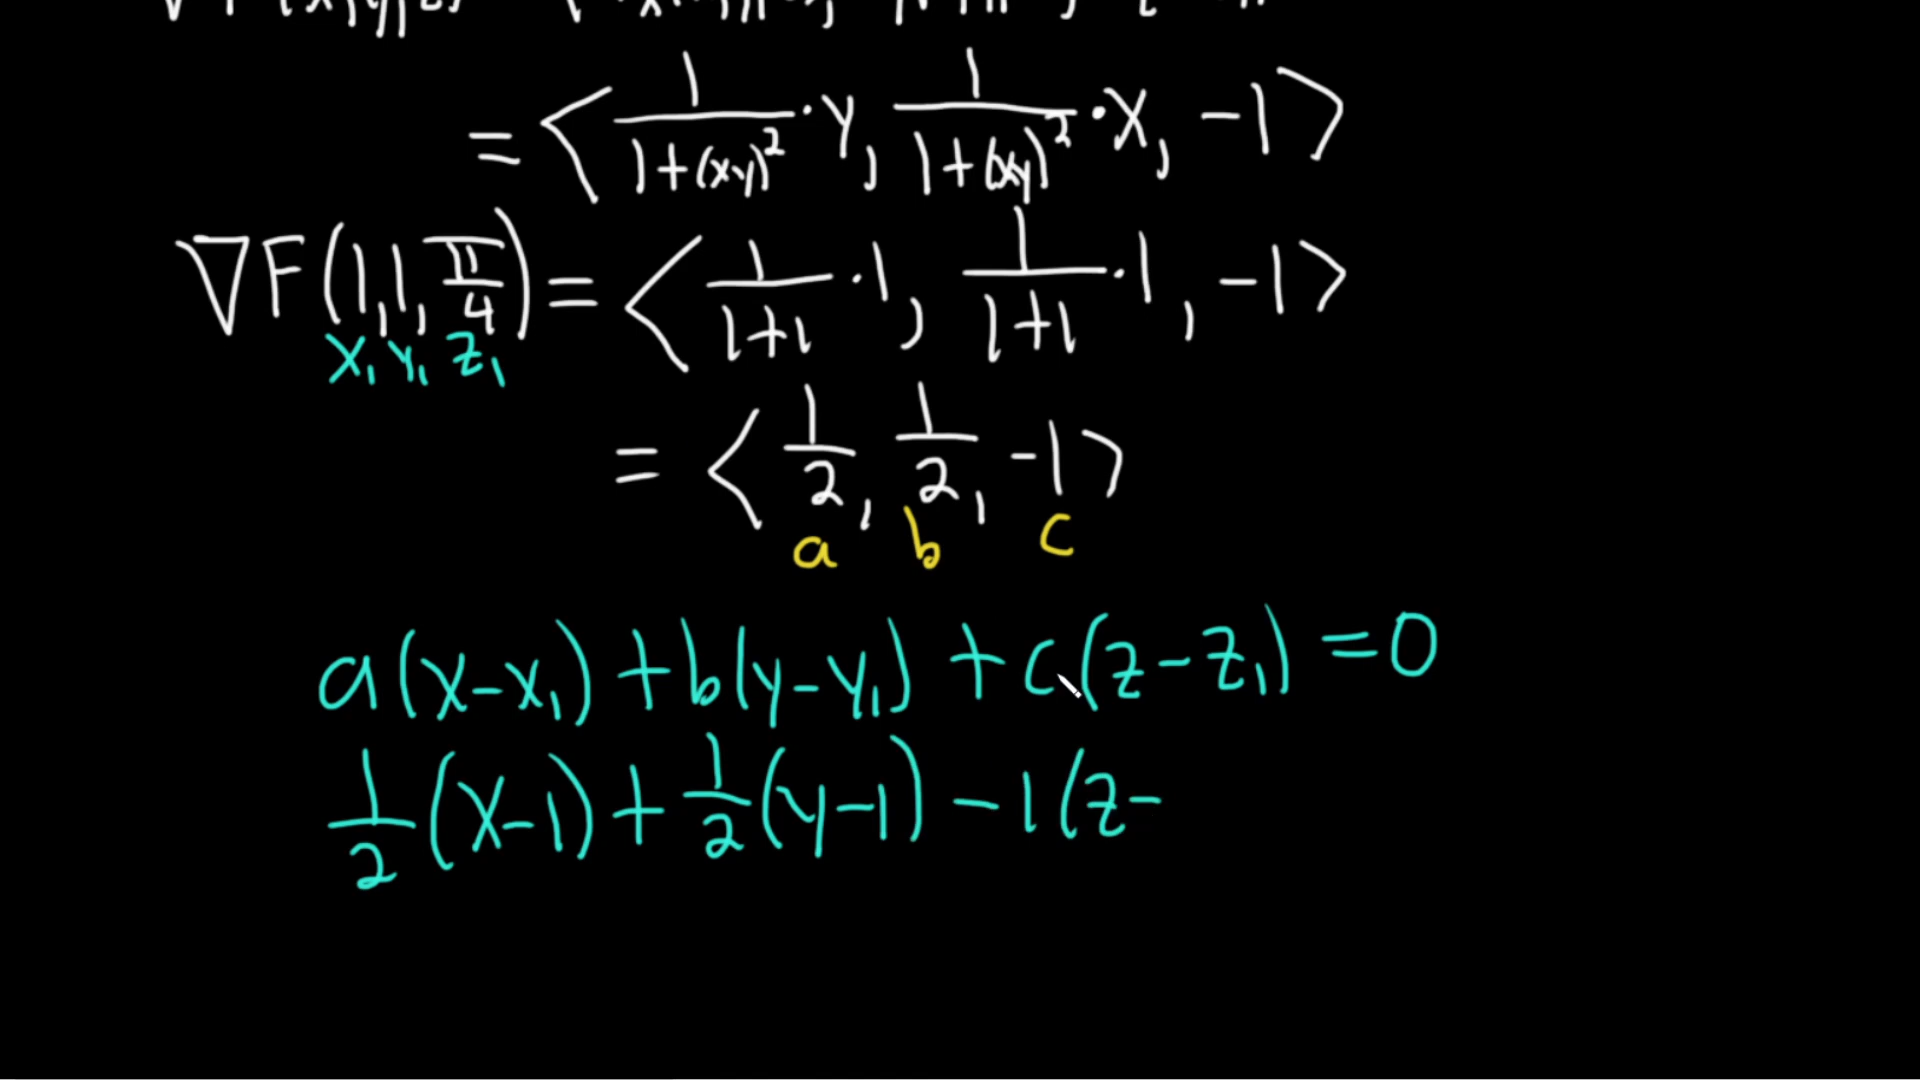 = ⟨ 1/(1+(xy)²) · y, 1/(1+(xy)²) · x, -1 ⟩
∇F(1, 1, π/4) = ⟨ 1/(1+1) · 1, 1/(1+1) · 1, -1 ⟩
x₁ y₁ z₁
= ⟨ 1/2, 1/2, -1 ⟩
a b c
a(x-x₁) + b(y-y₁) + c(z-z₁) = 0
1/2(x-1) + 1/2(y-1) - 1(z-